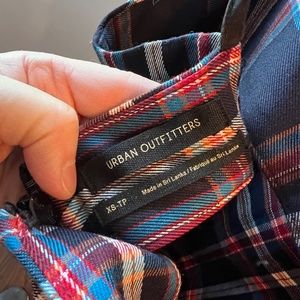 URBAN OUTFITTERS
XS-TP
Made in Sri Lanka / Fabriqué au Sri Lanka